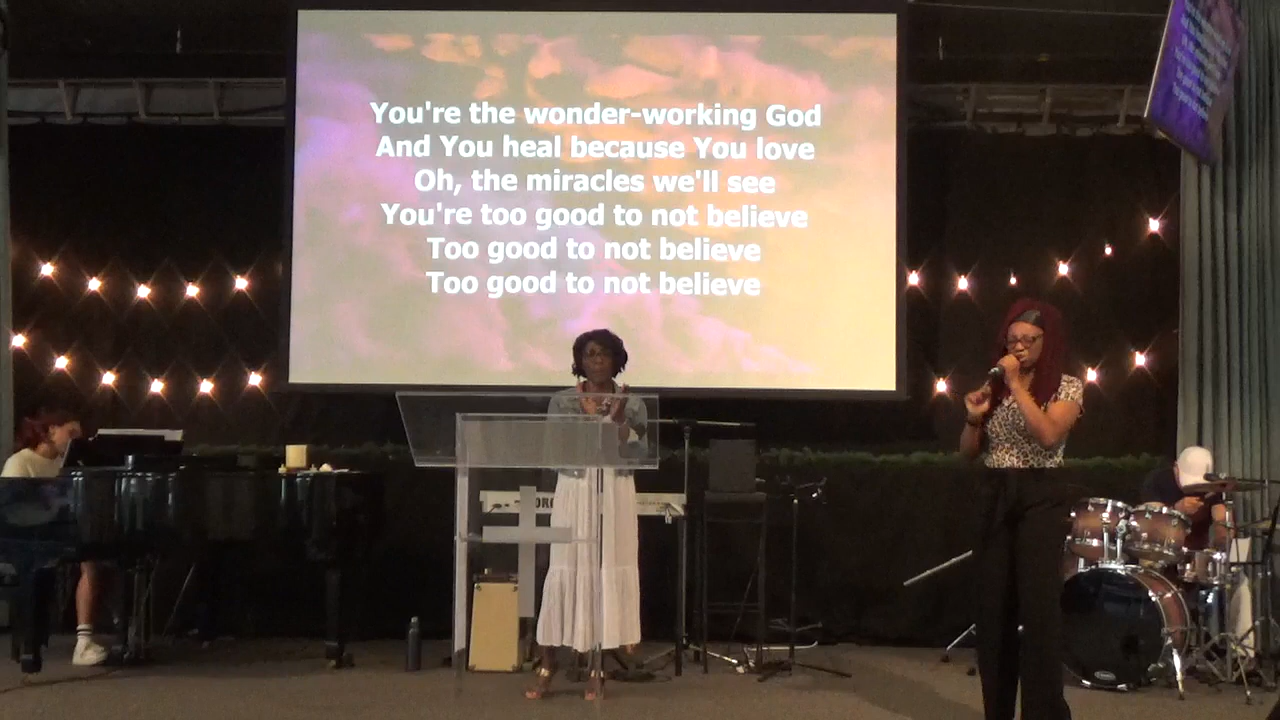 You're the wonder-working God
And You heal because You love
Oh, the miracles we'll see
You're too good to not believe
Too good to not believe
Too good to not believe